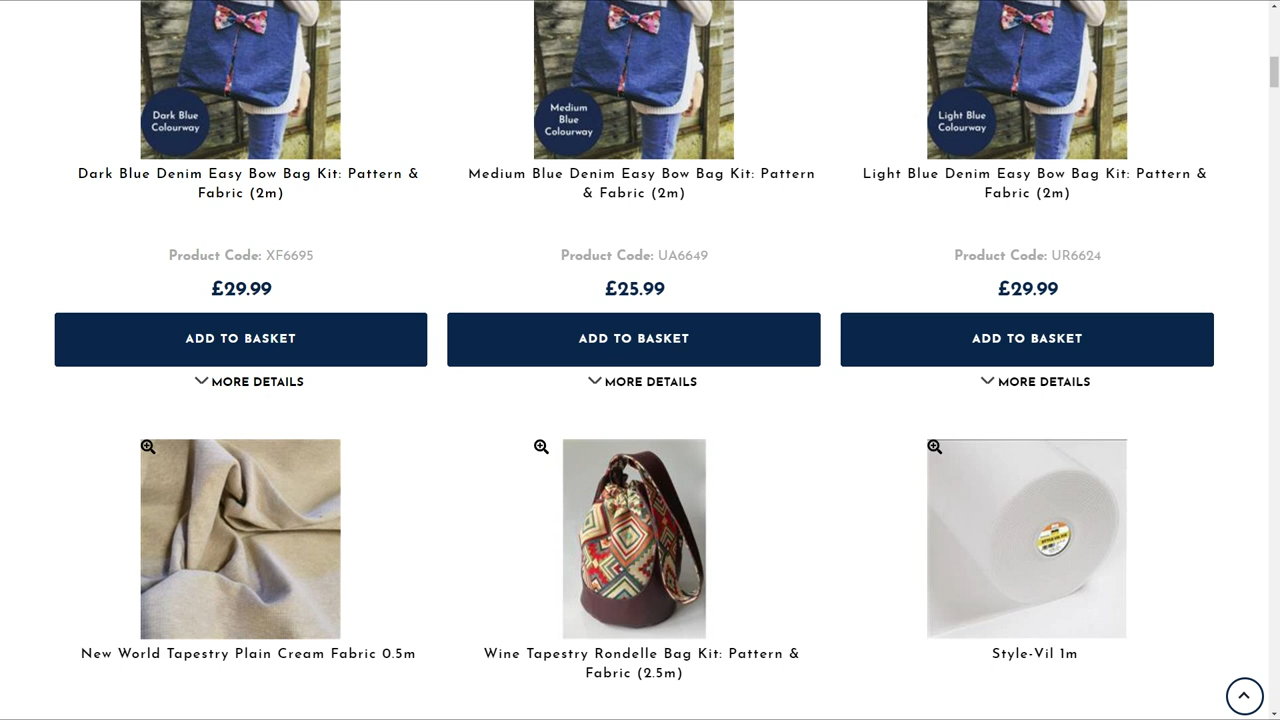 Dark Blue
Colourway
Medium
Blue
Colourway
Light Blue
Colourway
Dark Blue Denim Easy Bow Bag Kit: Pattern &
Fabric (2m)
Medium Blue Denim Easy Bow Bag Kit: Pattern
& Fabric (2m)
Light Blue Denim Easy Bow Bag Kit: Pattern &
Fabric (2m)
Product Code: XF6695
Product Code: UA6649
Product Code: UR6624
£29.99
£25.99
£29.99
ADD TO BASKET
ADD TO BASKET
ADD TO BASKET
MORE DETAILS
MORE DETAILS
MORE DETAILS
New World Tapestry Plain Cream Fabric 0.5m
Wine Tapestry Rondelle Bag Kit: Pattern &
Fabric (2.5m)
Style-Vil 1m